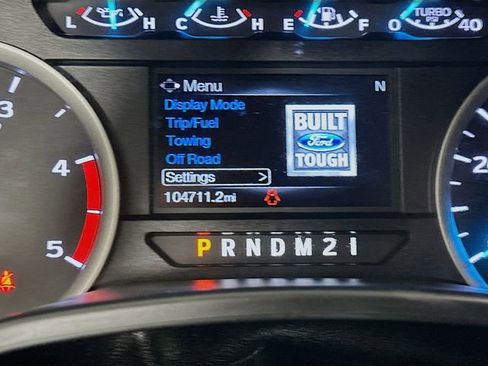 L H C H E F O TURBO PSI 40
Menu N
Display Mode
Trip/Fuel
Towing
Off Road
Settings >
BUILT
Ford
TOUGH
104711.2mi
3
4
5
2
P R N D M 2 1